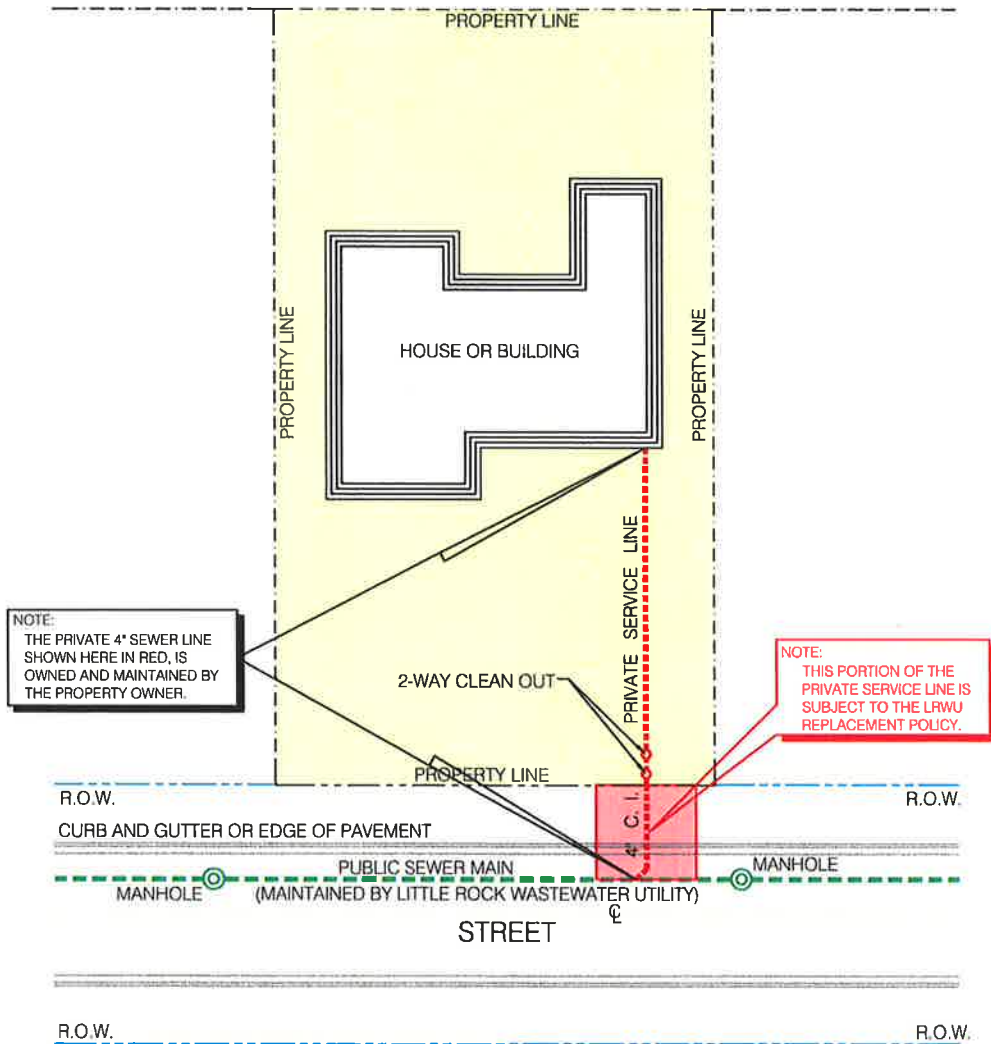 PROPERTY LINE
PROPERTY LINE
PROPERTY LINE
HOUSE OR BUILDING
PRIVATE SERVICE LINE
NOTE:
THE PRIVATE 4" SEWER LINE
SHOWN HERE IN RED, IS
OWNED AND MAINTAINED BY
THE PROPERTY OWNER.
2-WAY CLEAN OUT
NOTE:
THIS PORTION OF THE
PRIVATE SERVICE LINE IS
SUBJECT TO THE LRWU
REPLACEMENT POLICY.
PROPERTY LINE
R.O.W.
R.O.W.
4" C. I.
CURB AND GUTTER OR EDGE OF PAVEMENT
PUBLIC SEWER MAIN
MANHOLE
MANHOLE
(MAINTAINED BY LITTLE ROCK WASTEWATER UTILITY)
℄
STREET
R.O.W.
R.O.W.